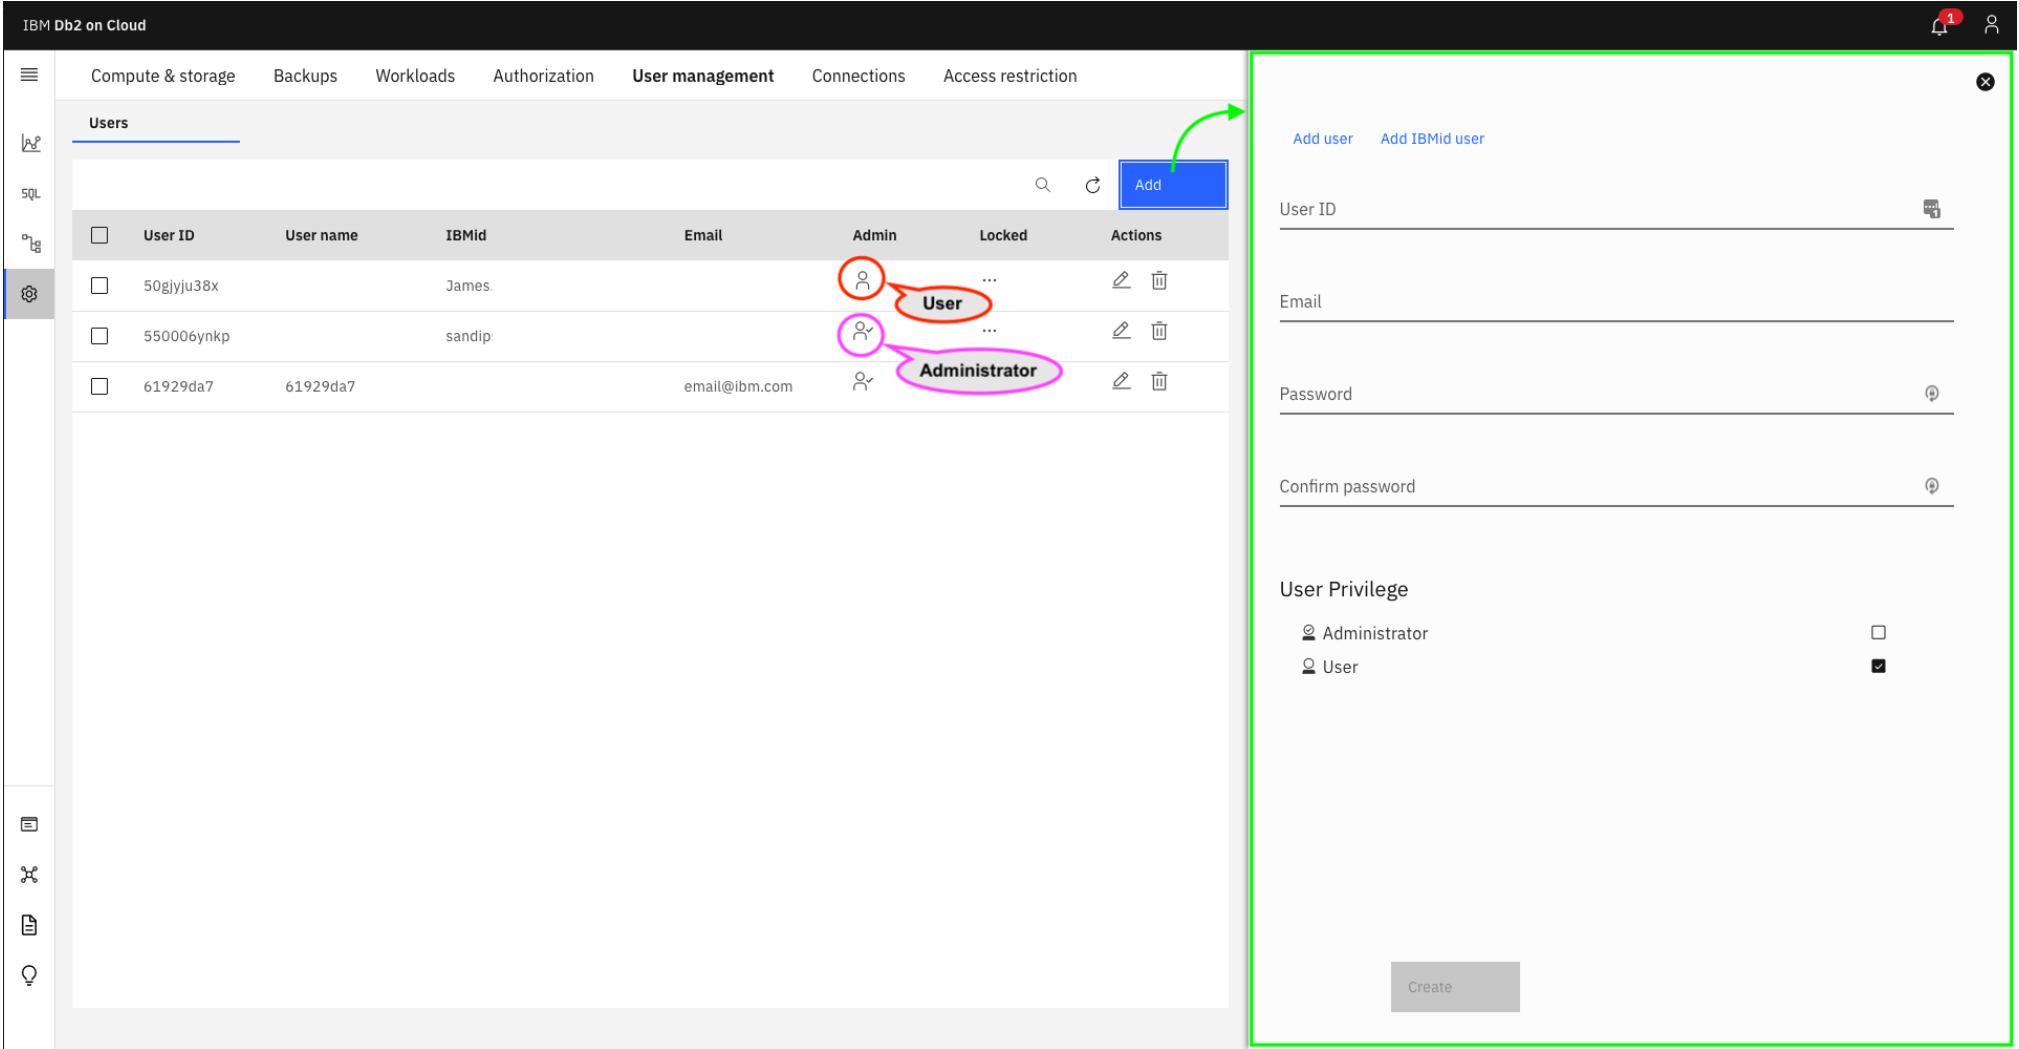 IBM Db2 on Cloud
1
Compute & storage Backups Workloads Authorization User management Connections Access restriction
Users
SQL
Add
User ID User name IBMid Email Admin Locked Actions
50gjyju38x James. ...
User
550006ynkp sandip ...
Administrator
61929da7 61929da7 email@ibm.com
Add user Add IBMid user
User ID
1
Email
Password
Confirm password
User Privilege
Administrator
User
Create